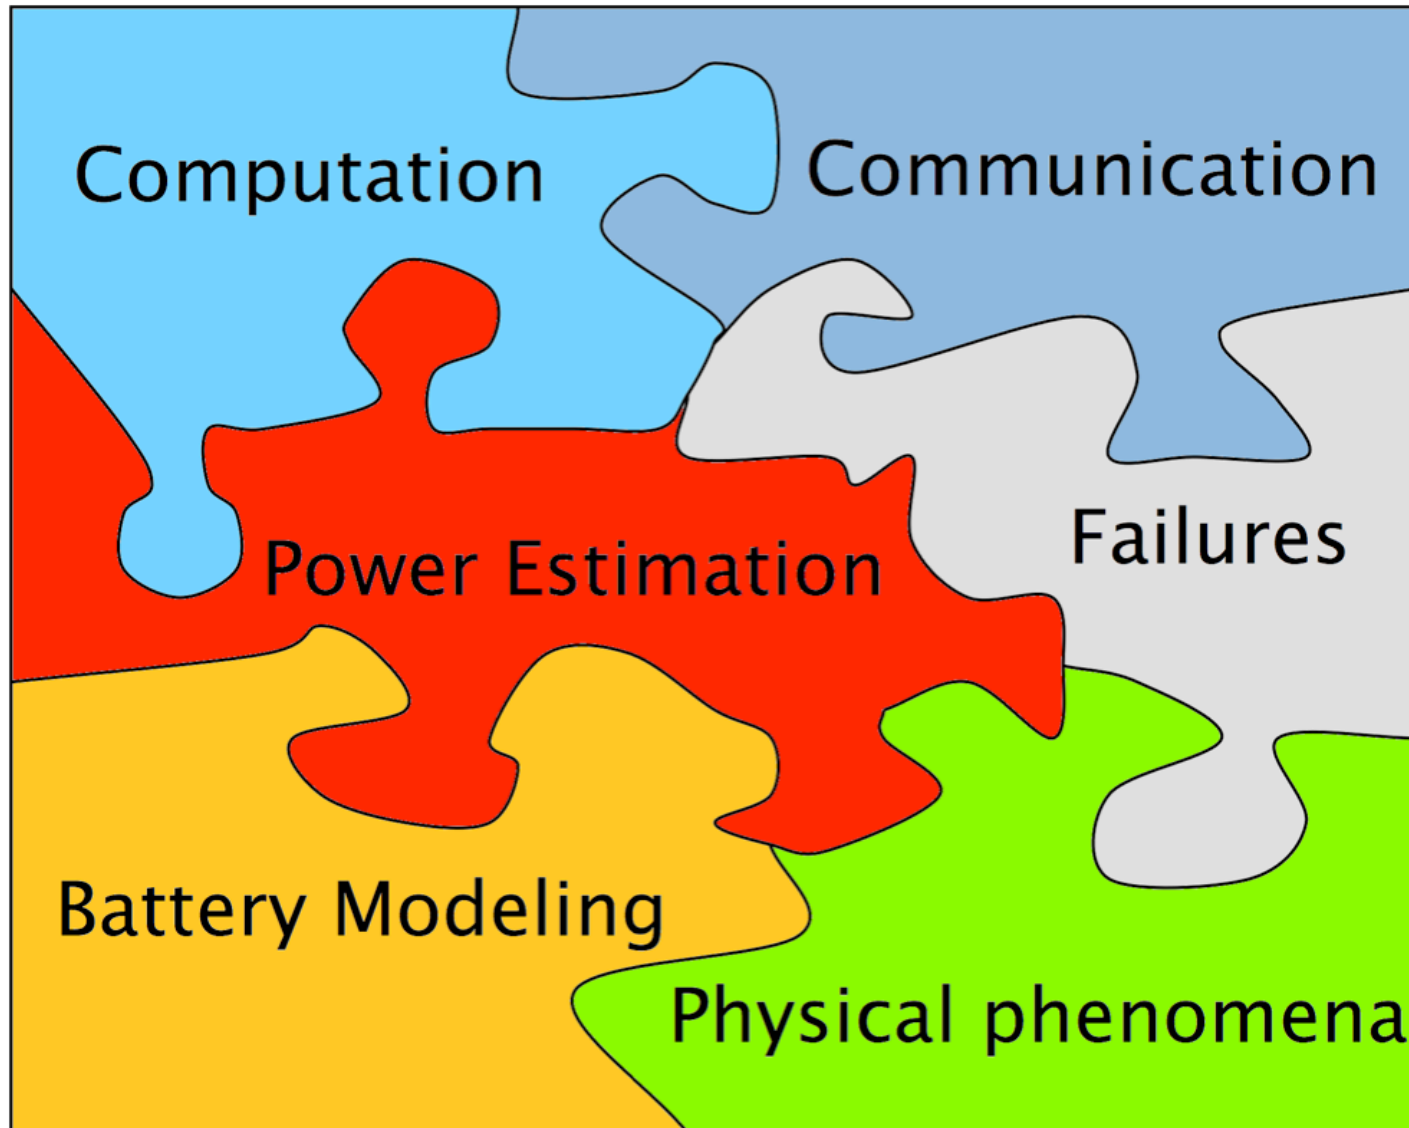 Computation
Communication
Failures
Power Estimation
Battery Modeling
Physical phenomena